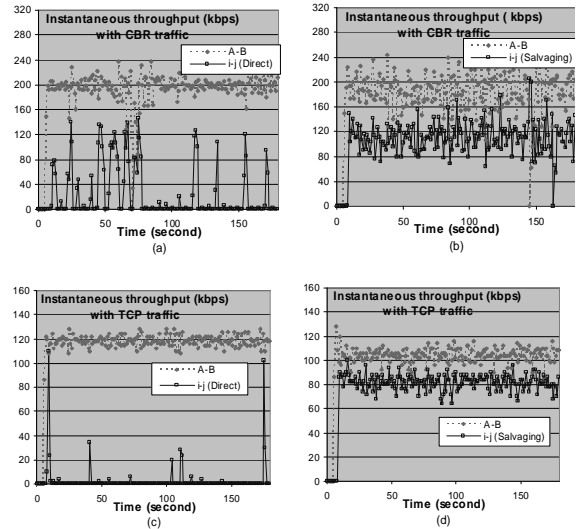 Instantaneous throughput (kbps)
with CBR traffic
A-B
i-j (Direct)
320
280
240
200
160
120
80
40
0
0 50 100 150
Time (second)
(a)
Instantaneous throughput ( kbps)
with CBR traffic
A-B
i-j (Salvaging)
320
280
240
200
160
120
80
40
0
0 50 100 150
Time (second)
(b)
Instantaneous throughput (kbps)
with TCP traffic
A-B
i-j (Direct)
160
140
120
100
80
60
40
20
0
0 50 100 150
Time (second)
(c)
Instantaneous throughput (kbps)
with TCP traffic
A-B
i-j (Salvaging)
160
140
120
100
80
60
40
20
0
0 50 100 150
Time (second)
(d)